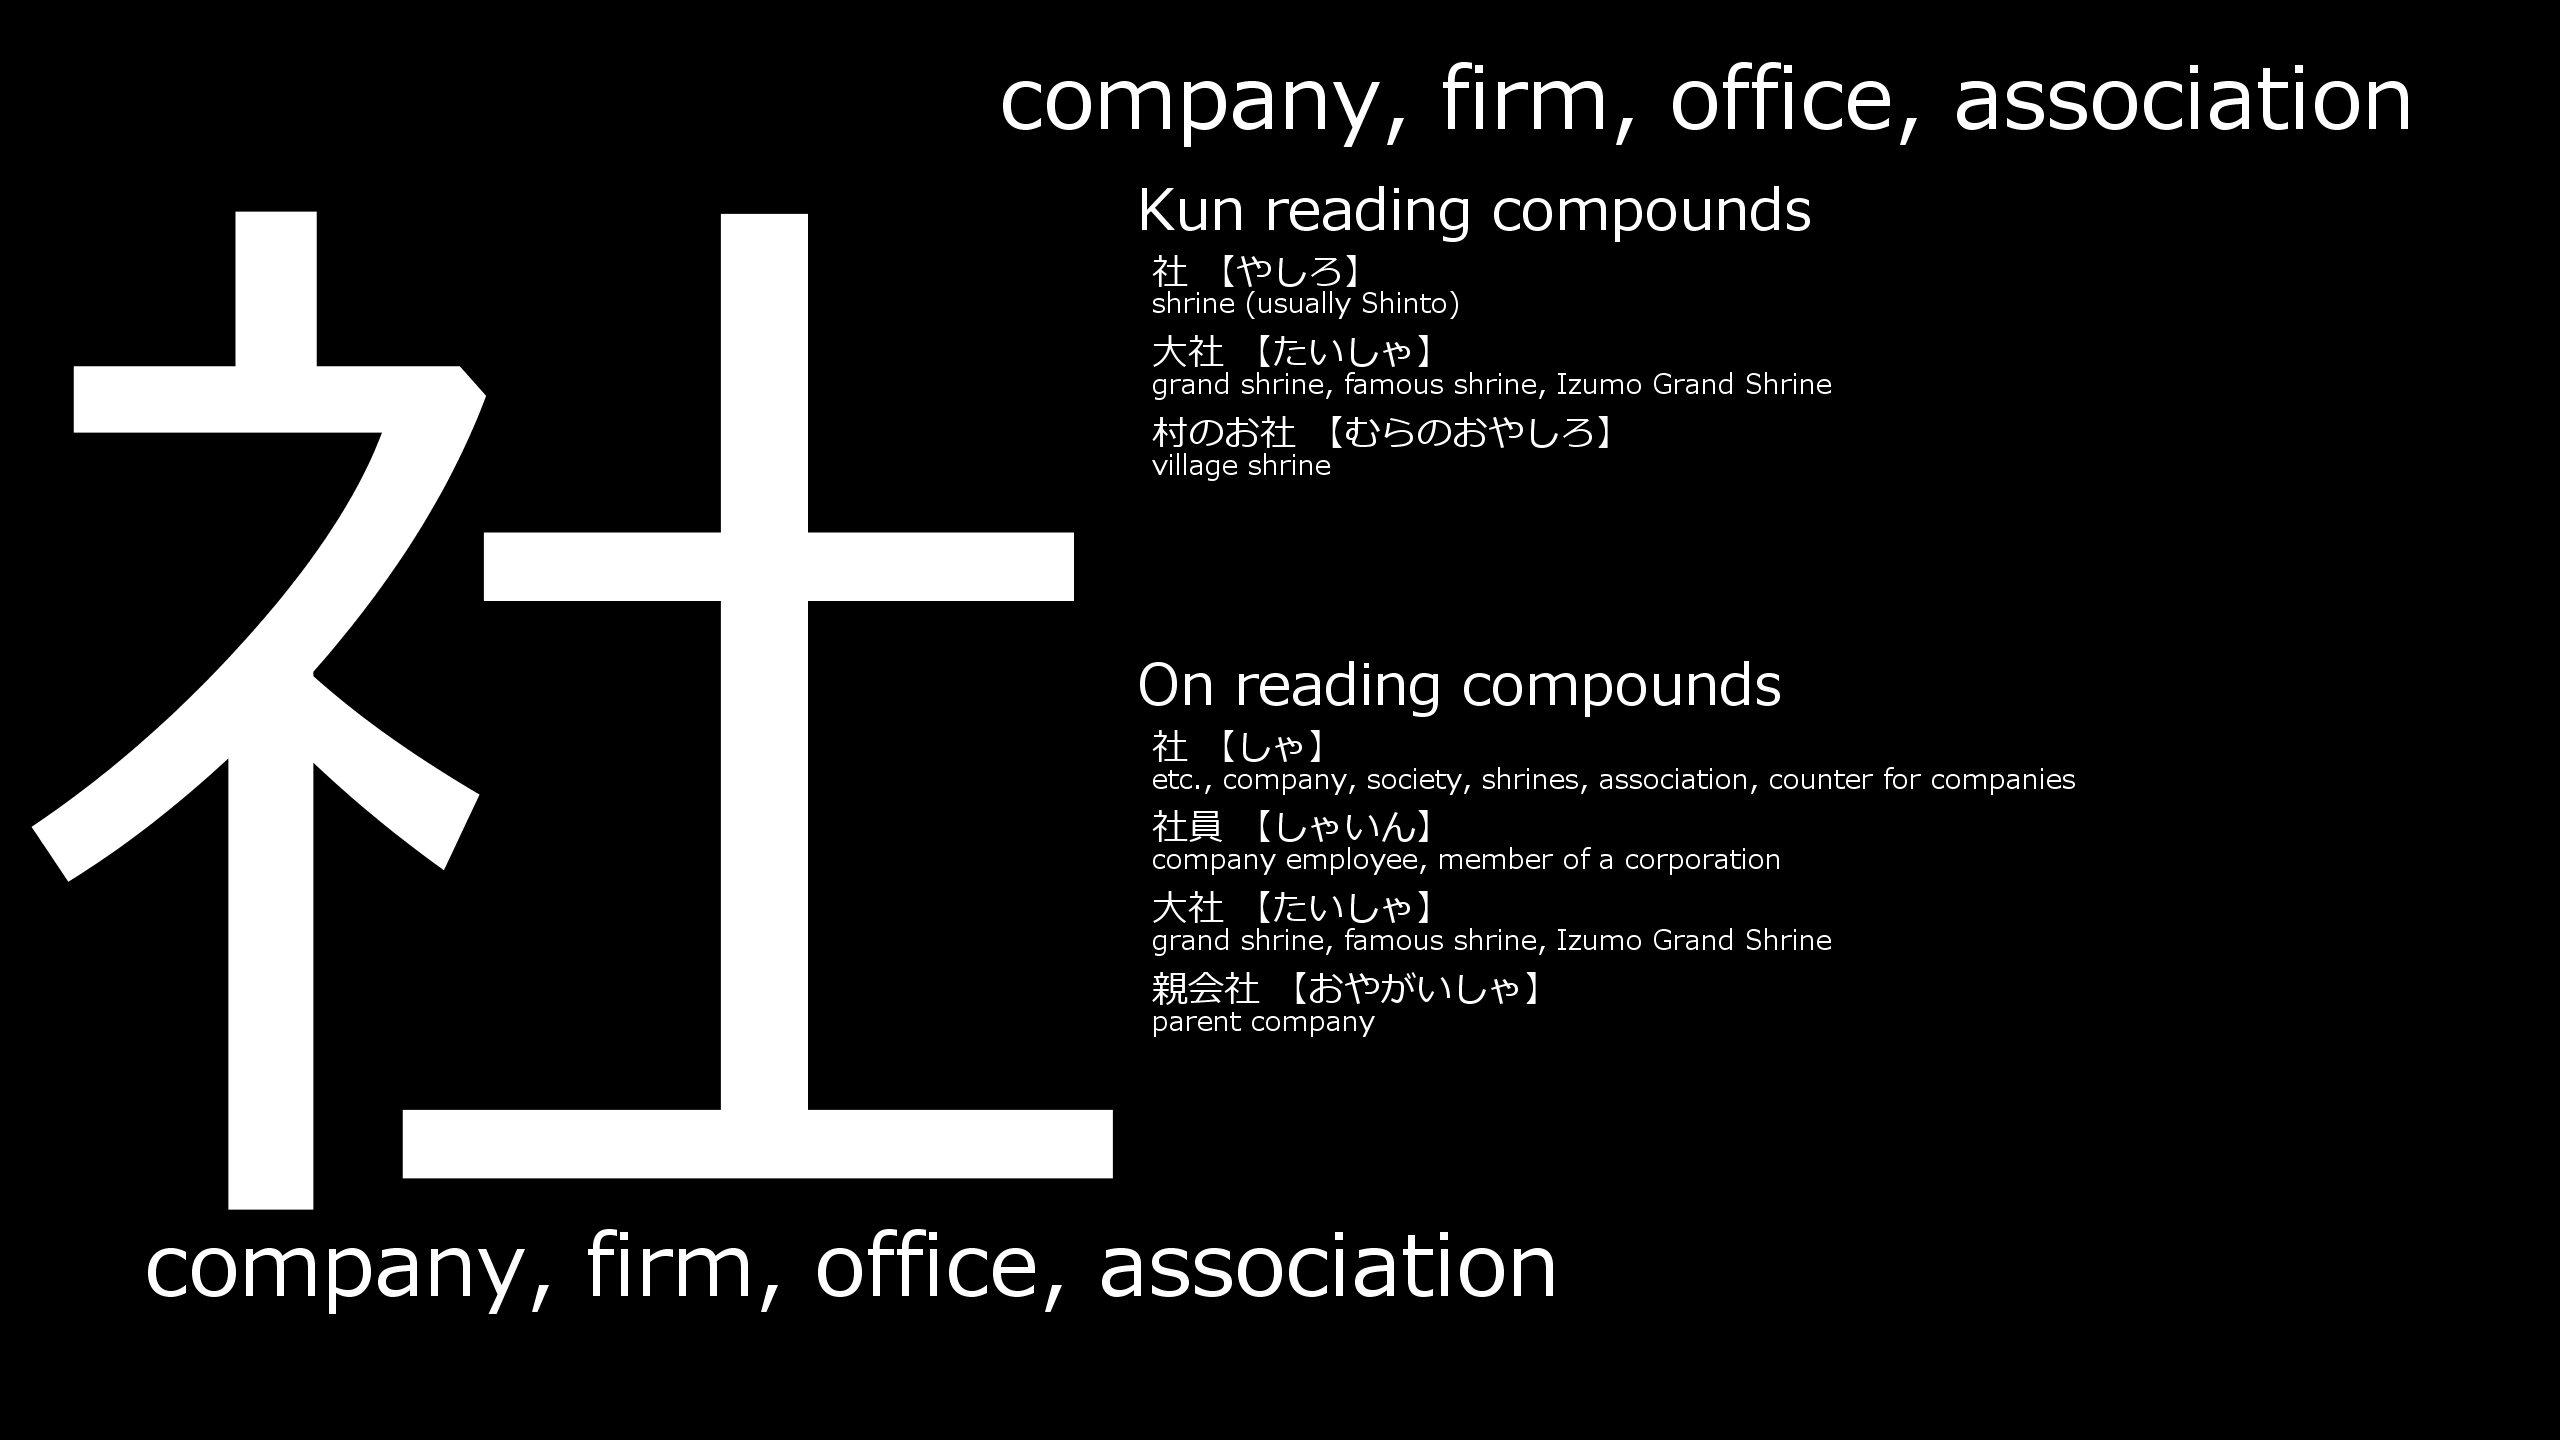 company, firm, office, association
社
Kun reading compounds
社 【やしろ】
shrine (usually Shinto)
大社 【たいしゃ】
grand shrine, famous shrine, Izumo Grand Shrine
村のお社 【むらのおやしろ】
village shrine
On reading compounds
社 【しゃ】
etc., company, society, shrines, association, counter for companies
社員 【しゃいん】
company employee, member of a corporation
大社 【たいしゃ】
grand shrine, famous shrine, Izumo Grand Shrine
親会社 【おやがいしゃ】
parent company
company, firm, office, association